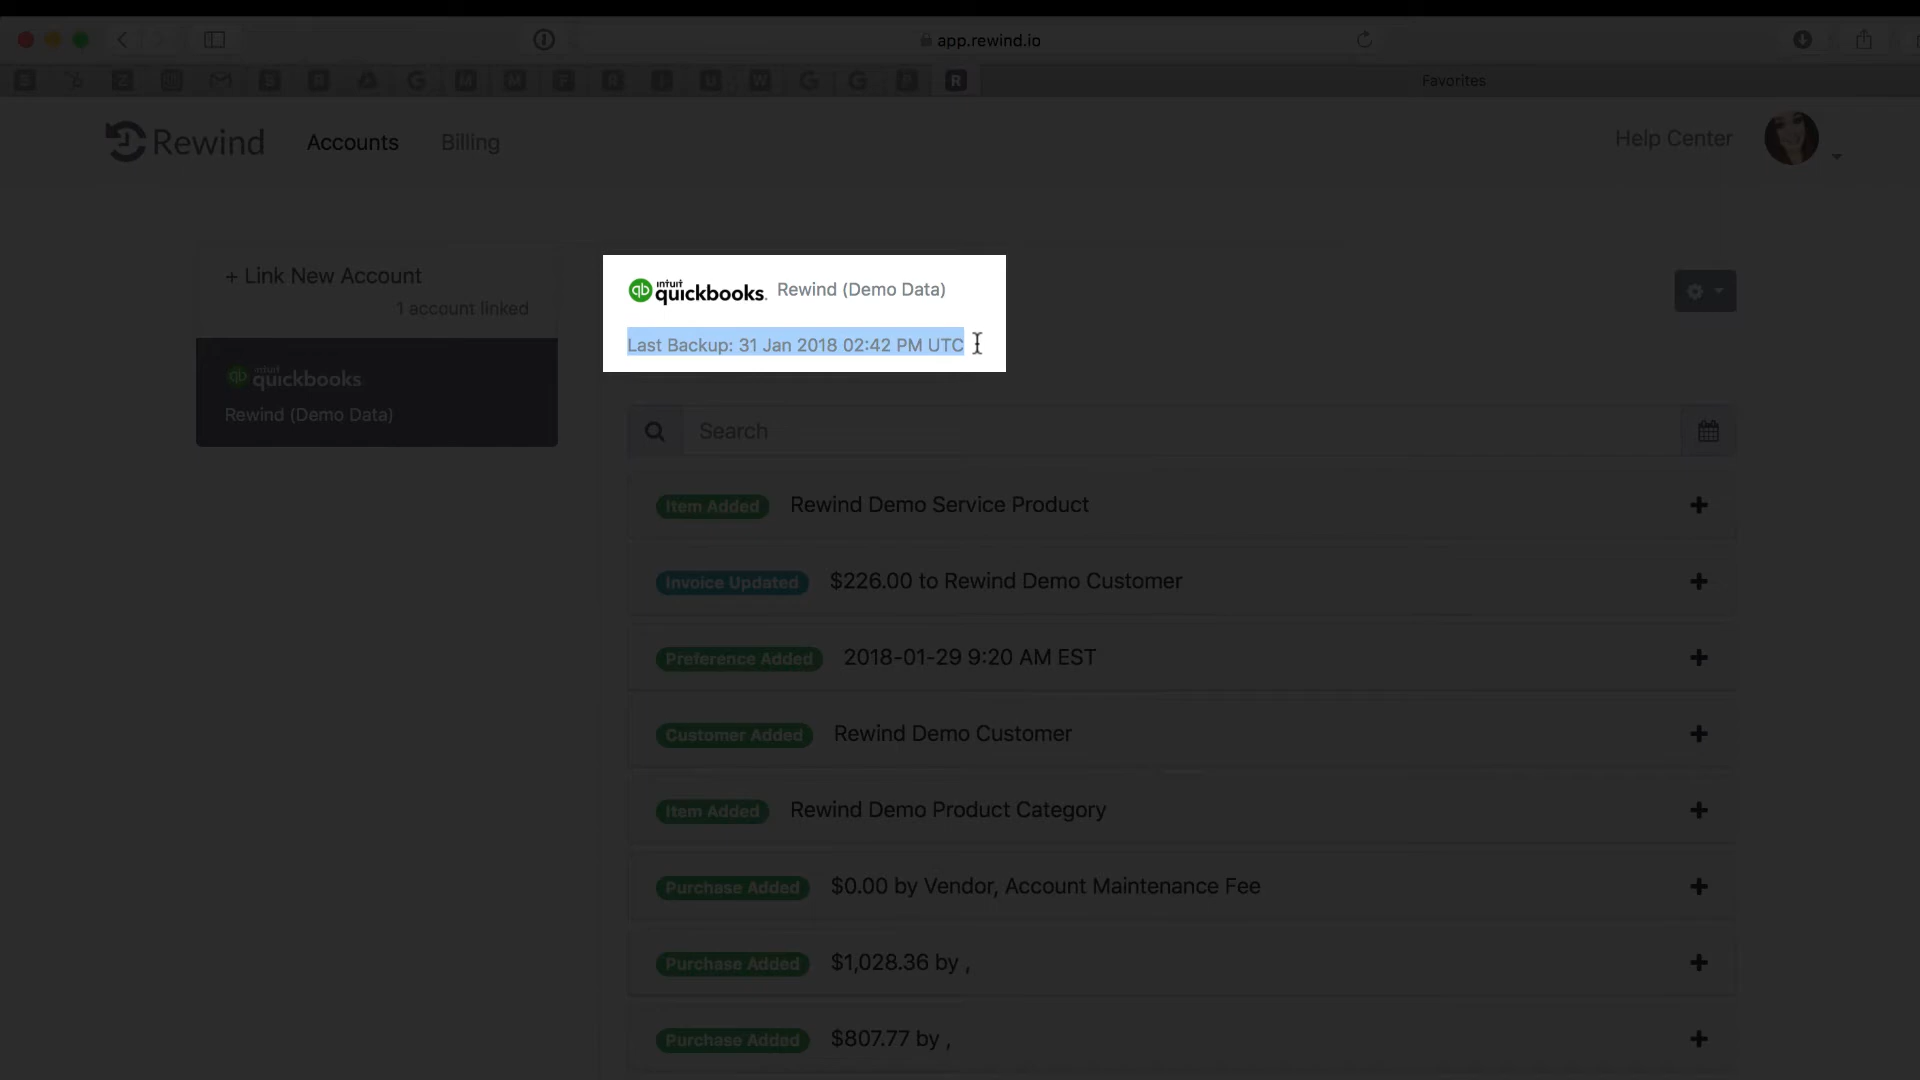 app.rewind.io
Favorites
Rewind
Accounts
Billing
Help Center
+ Link New Account
1 account linked
intuit
quickbooks
Rewind (Demo Data)
intuit
quickbooks.
Rewind (Demo Data)
Last Backup: 31 Jan 2018 02:42 PM UTC
Search
Item Added Rewind Demo Service Product
Invoice Updated $226.00 to Rewind Demo Customer
Preference Added 2018-01-29 9:20 AM EST
Customer Added Rewind Demo Customer
Item Added Rewind Demo Product Category
Purchase Added $0.00 by Vendor, Account Maintenance Fee
Purchase Added $1,028.36 by ,
Purchase Added $807.77 by ,